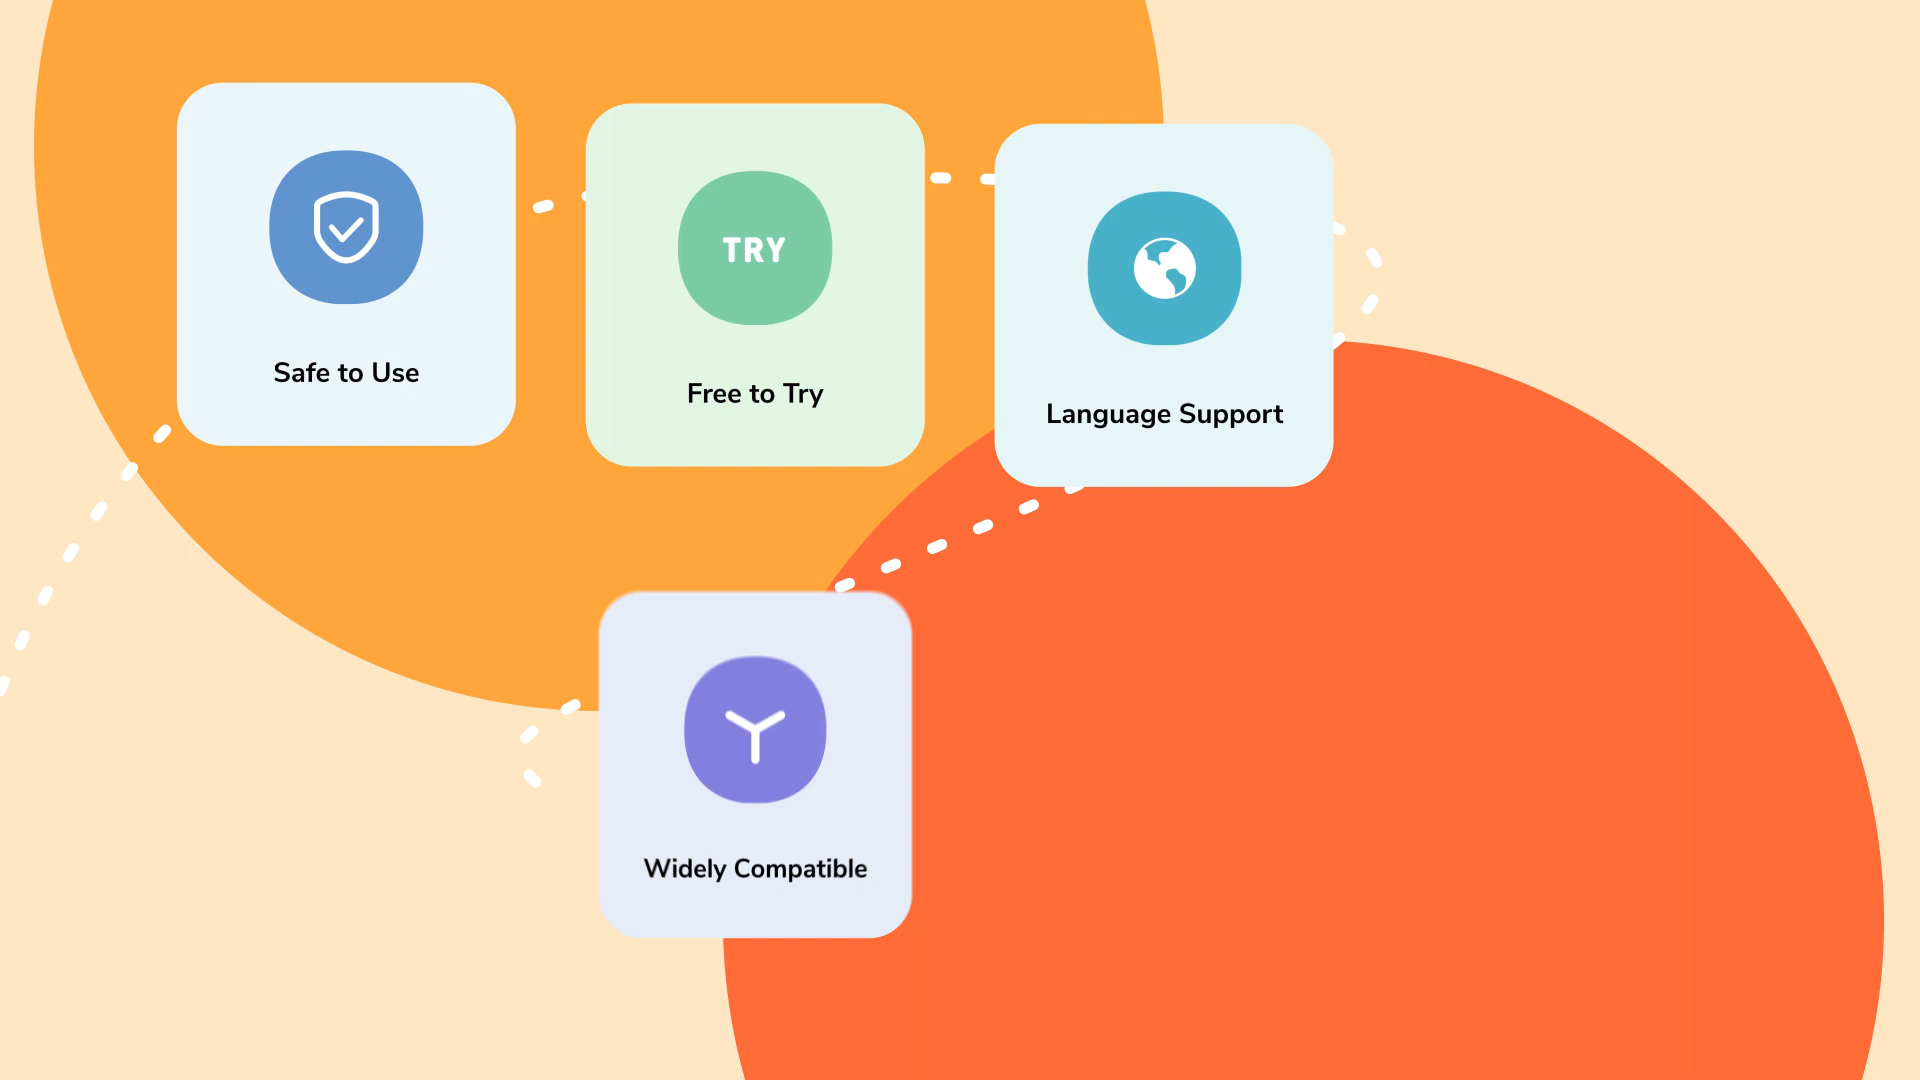 Safe to Use
TRY
Free to Try
Language Support
Widely Compatible